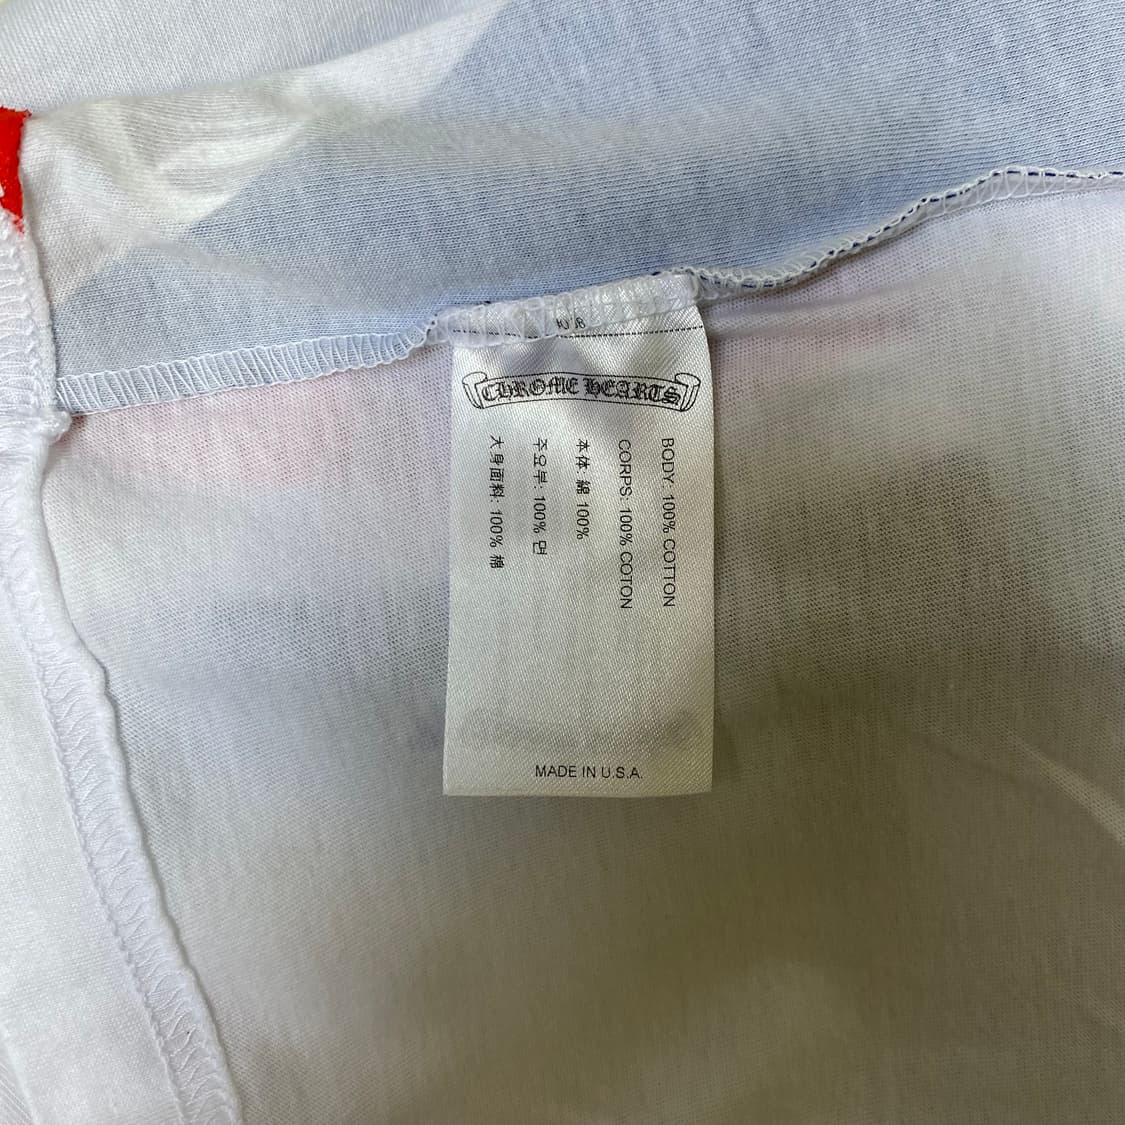 CHROME HEARTS
BODY: 100% COTTON
CORPS: 100% COTON
本体: 綿 100%
주요부: 100% 면
大身面料: 100% 棉
MADE IN U.S.A.